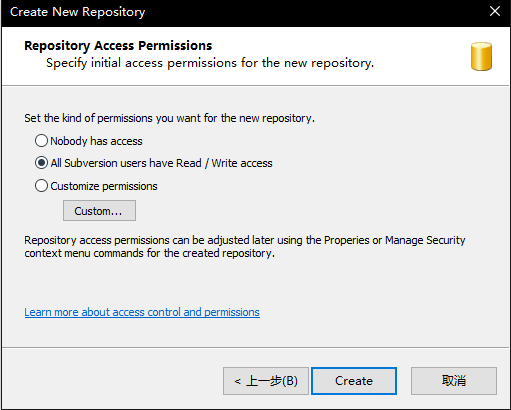 Create New Repository
Repository Access Permissions
Specify initial access permissions for the new repository.
Set the kind of permissions you want for the new repository.
Nobody has access
All Subversion users have Read / Write access
Customize permissions
Custom...
Repository access permissions can be adjusted later using the Properies or Manage Security
context menu commands for the created repository.
Learn more about access control and permissions
< 上一步(B) Create 取消